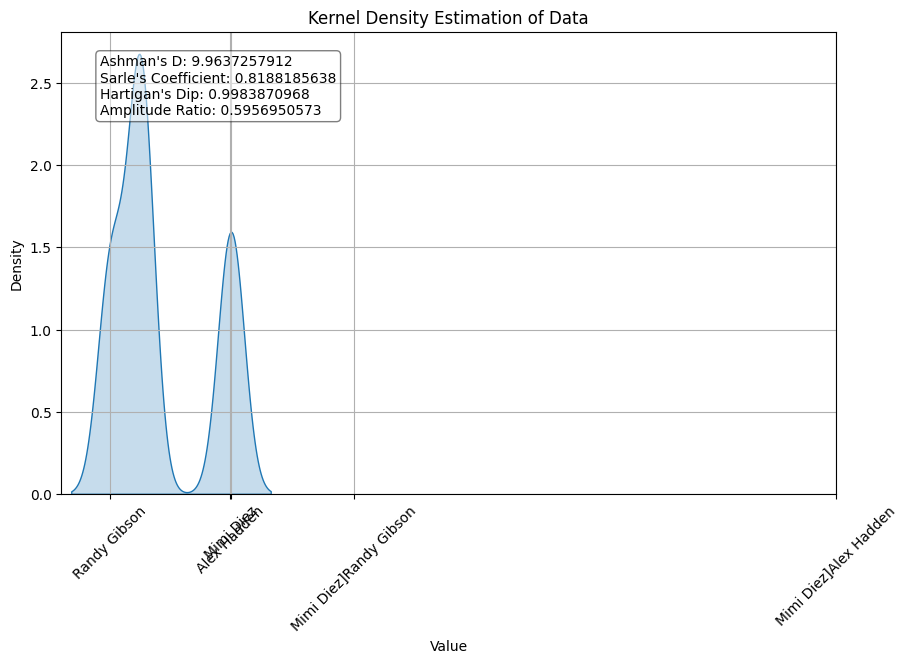 Kernel Density Estimation of Data
Ashman's D: 9.9637257912
Sarle's Coefficient: 0.8188185638
Hartigan's Dip: 0.9983870968
Amplitude Ratio: 0.5956950573
Density
2.5
2.0
1.5
1.0
0.5
0.0
Randy Gibson
Mimi Diez
Alex Hadden
Mimi Diez]Randy Gibson
Mimi Diez]Alex Hadden
Value